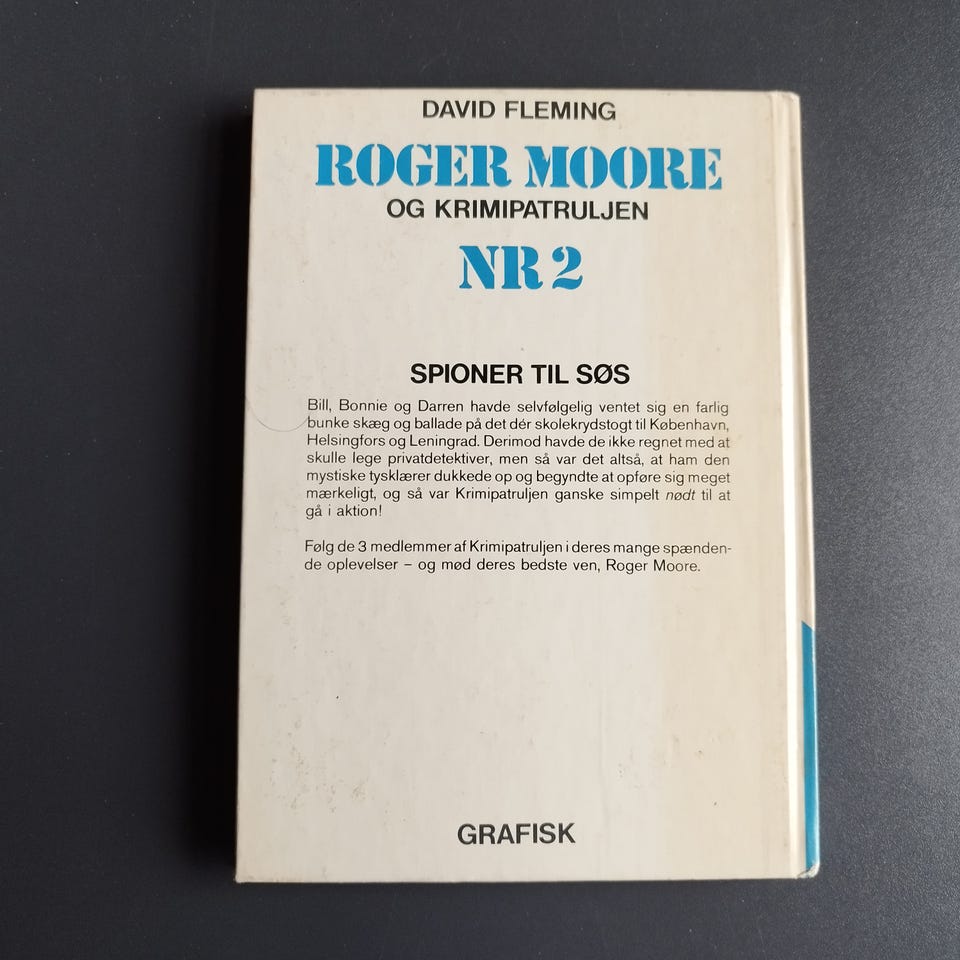 DAVID FLEMING
ROGER MOORE
OG KRIMIPATRULJEN
NR 2
SPIONER TIL SØS
Bill, Bonnie og Darren havde selvfølgelig ventet sig en farlig
bunke skæg og ballade på det dér skolekrydstogt til København,
Helsingfors og Leningrad. Derimod havde de ikke regnet med at
skulle lege privatdetektiver, men så var det altså, at ham den
mystiske tysklærer dukkede op og begyndte at opføre sig meget
mærkeligt, og så var Krimipatruljen ganske simpelt nødt til at
gå i aktion!
Følg de 3 medlemmer af Krimipatruljen i deres mange spænden-
de oplevelser – og mød deres bedste ven, Roger Moore.
GRAFISK